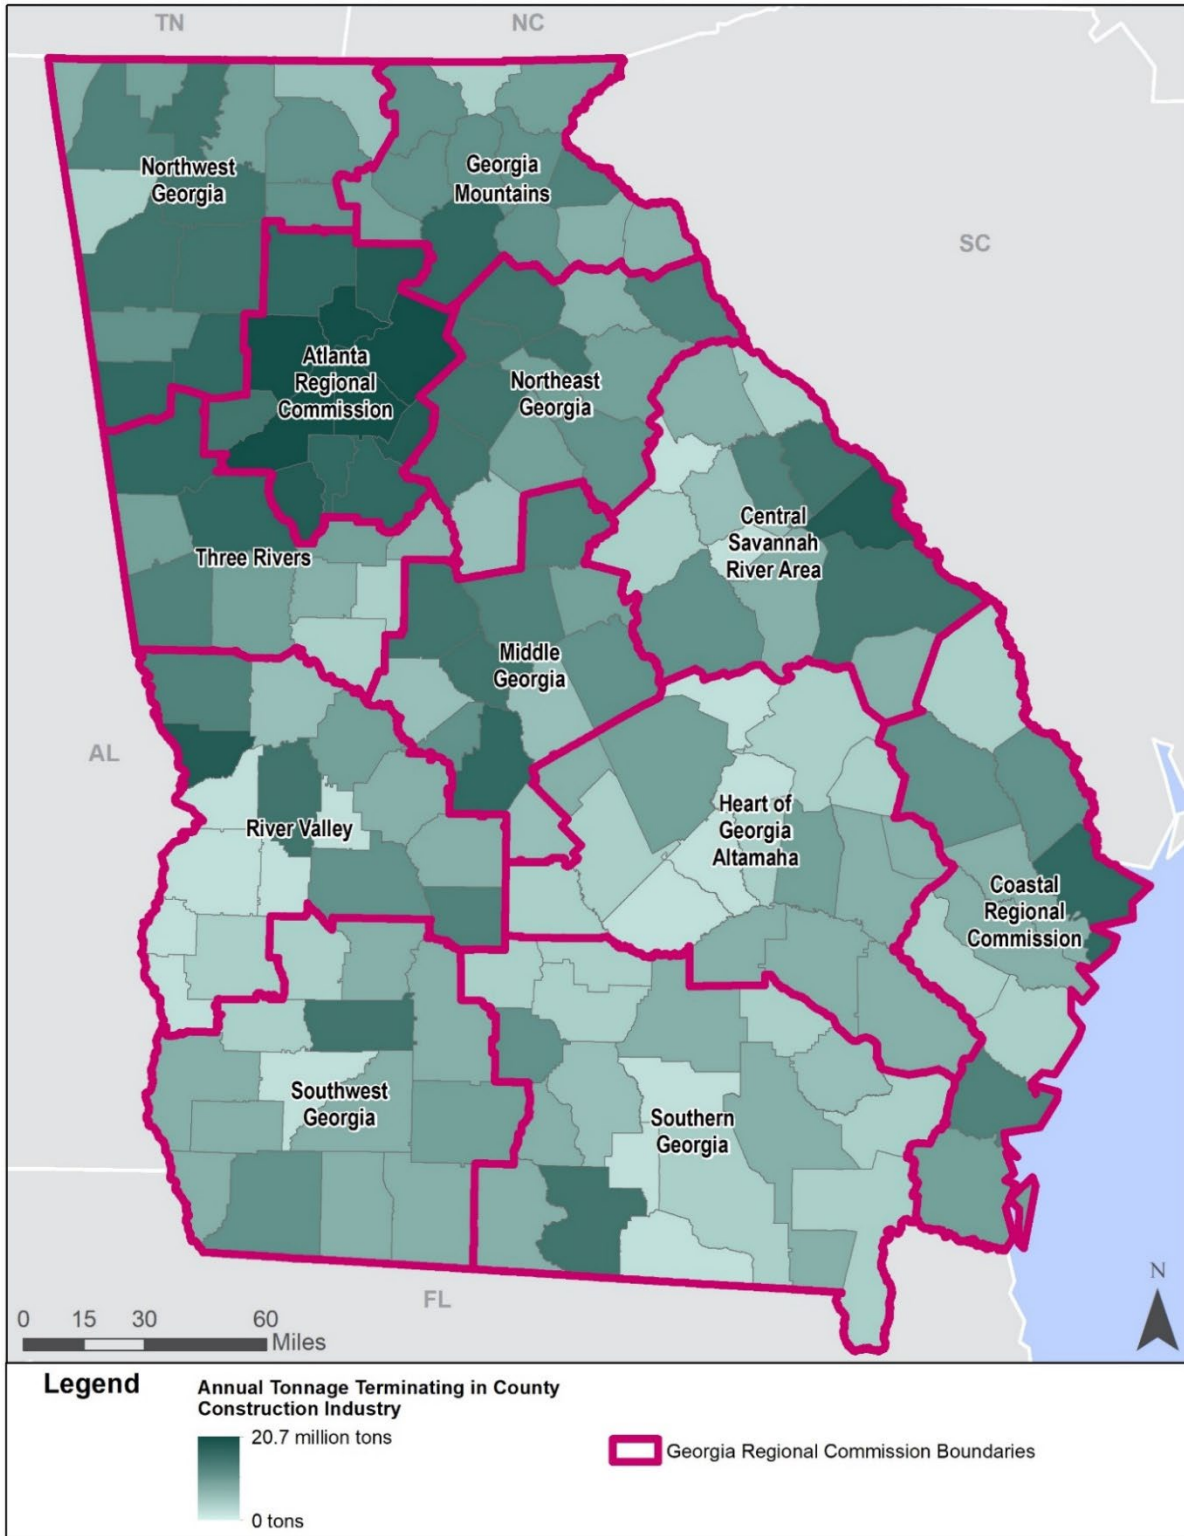 TN
NC
Northwest
Georgia
Georgia
Mountains
SC
Atlanta
Regional
Commission
Northeast
Georgia
Central
Savannah
River Area
Three Rivers
Middle
Georgia
AL
River Valley
Heart of
Georgia
Altamaha
Coastal
Regional
Commission
Southwest
Georgia
Southern
Georgia
FL
N
0 15 30 60
Miles
Legend
Annual Tonnage Terminating in County
Construction Industry
20.7 million tons
0 tons
Georgia Regional Commission Boundaries